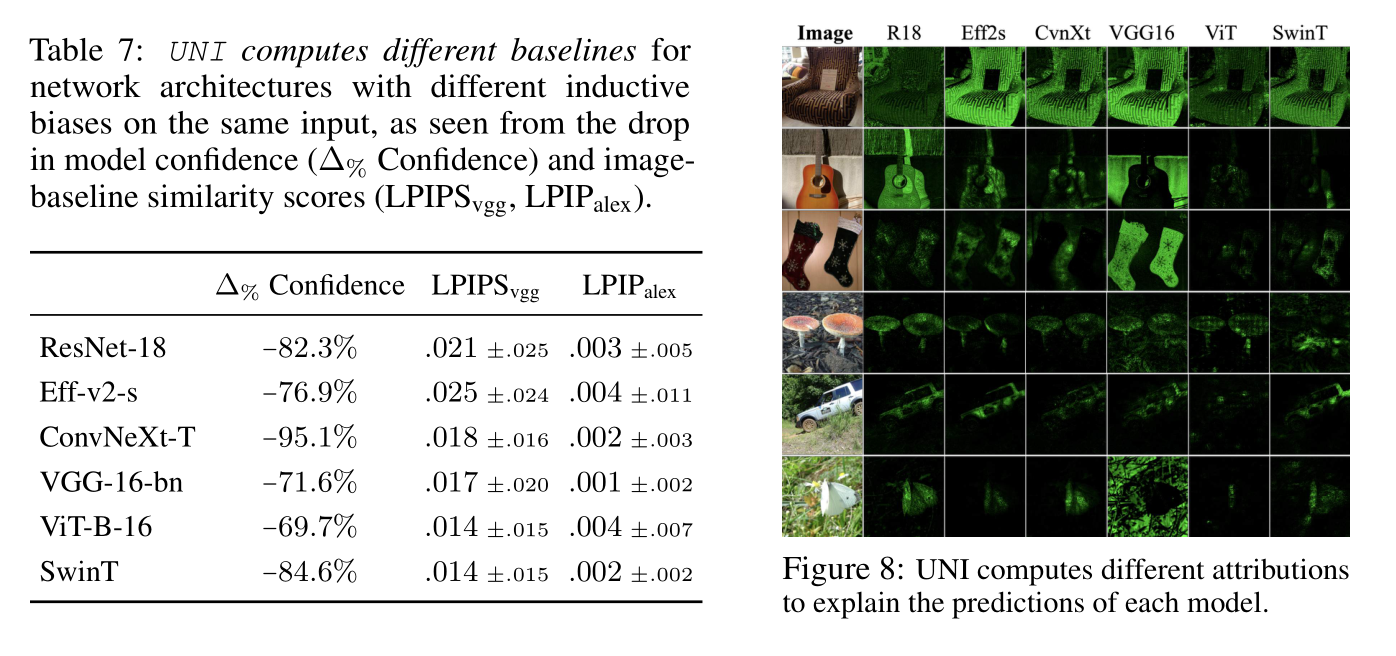 Table 7: UNI computes different baselines for
network architectures with different inductive
biases on the same input, as seen from the drop
in model confidence (Δ% Confidence) and image-
baseline similarity scores (LPIPSvgg, LPIPalex).
Δ% Confidence LPIPSvgg LPIPalex
ResNet-18 –82.3% .021 ±.025 .003 ±.005
Eff-v2-s –76.9% .025 ±.024 .004 ±.011
ConvNeXt-T –95.1% .018 ±.016 .002 ±.003
VGG-16-bn –71.6% .017 ±.020 .001 ±.002
ViT-B-16 –69.7% .014 ±.015 .004 ±.007
SwinT –84.6% .014 ±.015 .002 ±.002
Image R18 Eff2s CvnXt VGG16 ViT SwinT
Figure 8: UNI computes different attributions
to explain the predictions of each model.